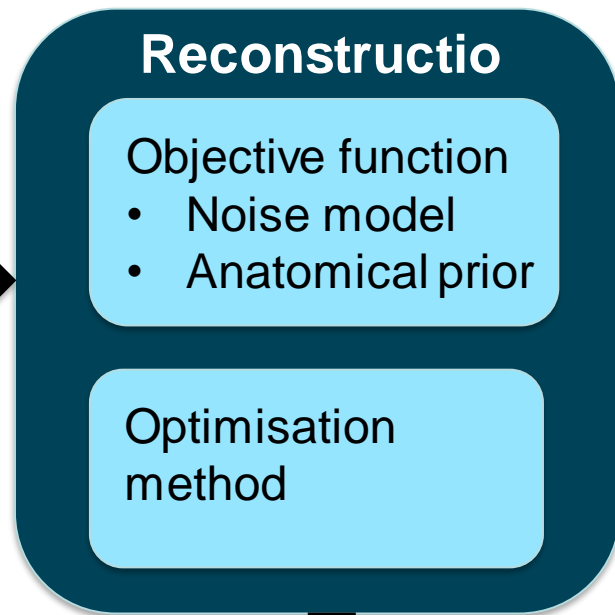 Reconstructio
Objective function
• Noise model
• Anatomical prior
Optimisation
method